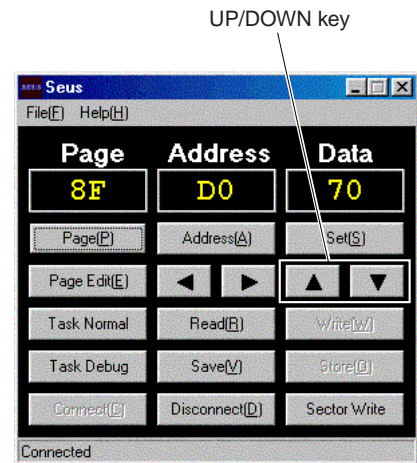 UP/DOWN key
SEUS Seus
File(F) Help(H)
Page Address Data
8F D0 70
Page(P) Address(A) Set(S)
Page Edit(E)
Task Normal Read(R) Write(W)
Task Debug Save(V) Store(O)
Connect(C) Disconnect(D) Sector Write
Connected